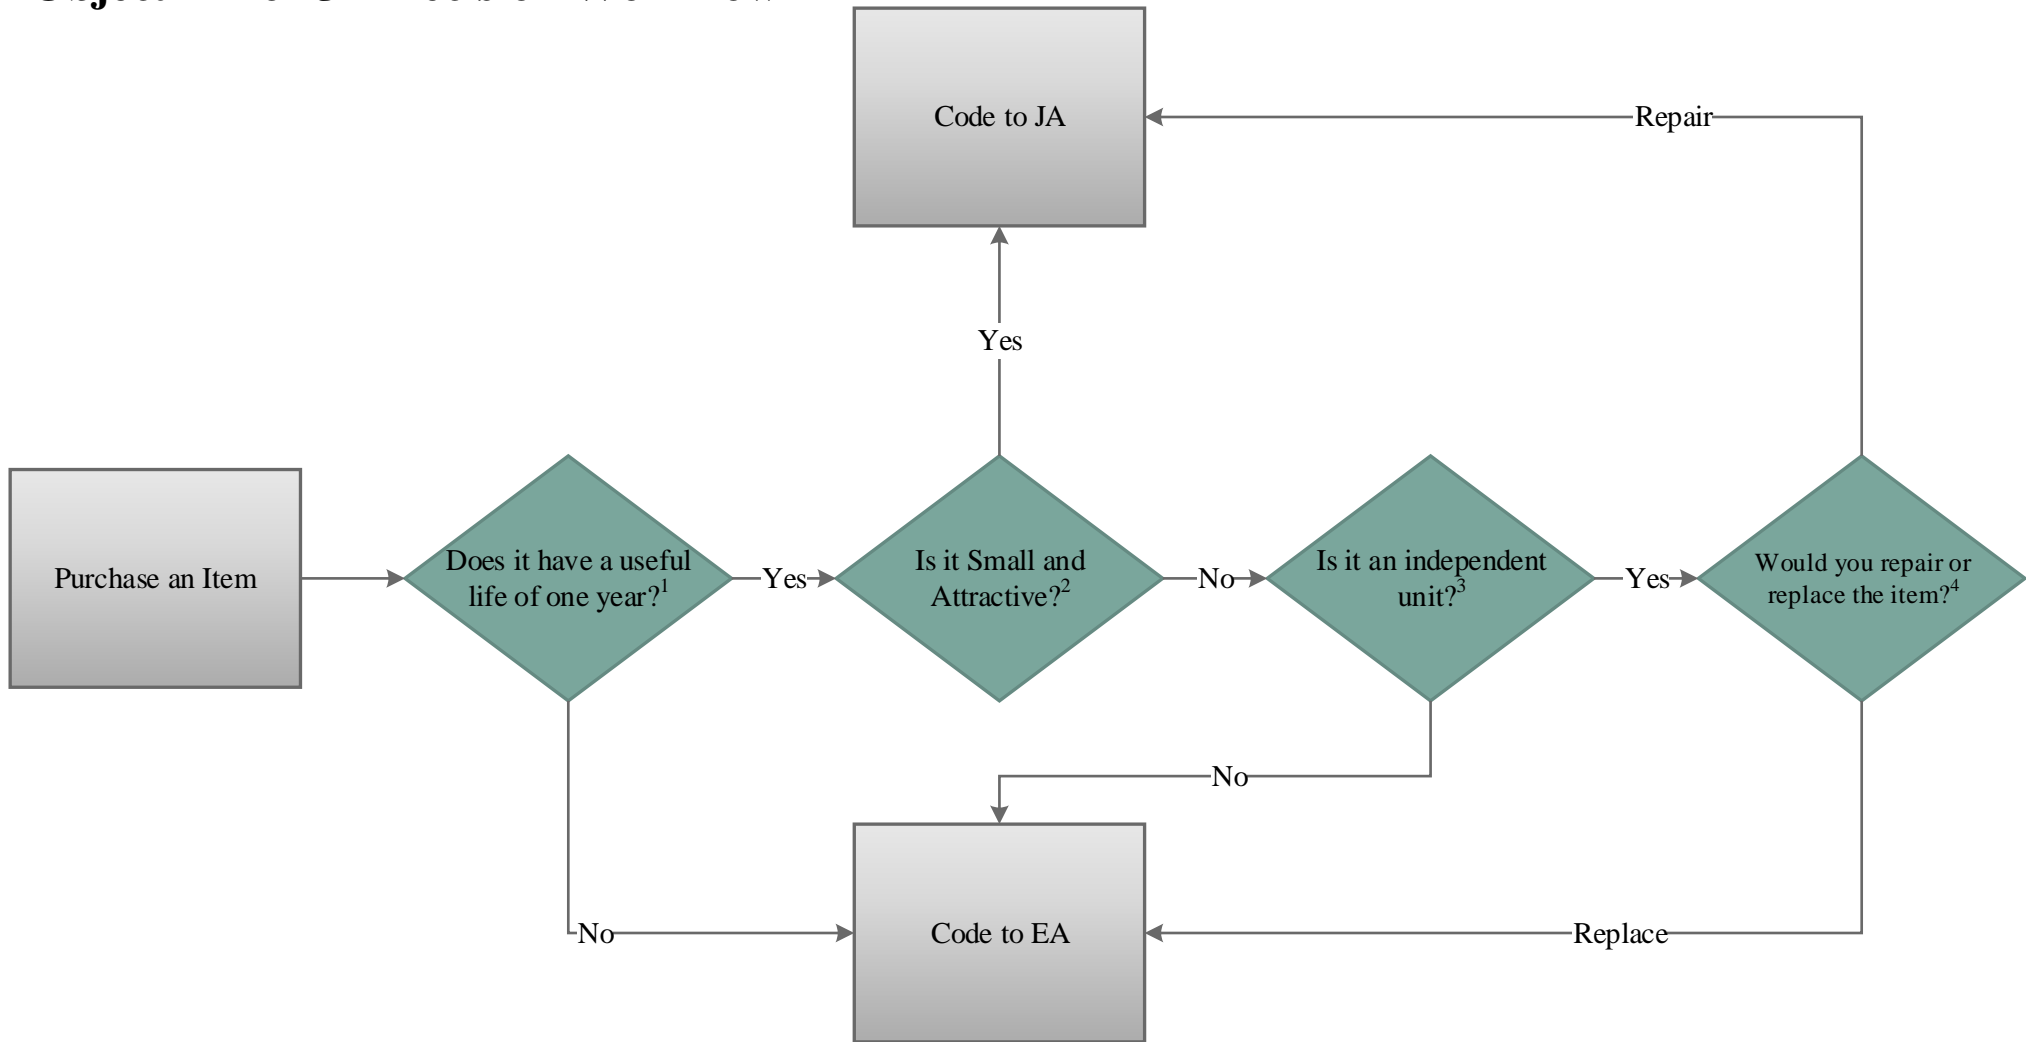 Code to JA
Repair
Yes
Purchase an Item
Does it have a useful
life of one year?1
Yes
Is it Small and
Attractive?2
No
Is it an independent
unit?3
Yes
Would you repair or
replace the item?4
No
No
Code to EA
Replace